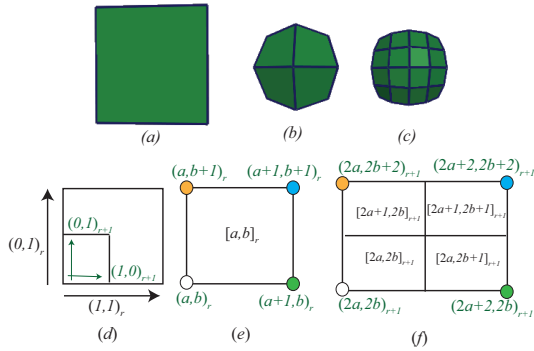 (a)
(b)
(c)
(0,1)r
(0,1)r+1
(1,0)r+1
(1,1)r
(d)
(a,b+1)r
(a+1,b+1)r
[a,b]r
(a,b)r
(a+1,b)r
(e)
(2a,2b+2)r+1
(2a+2,2b+2)r+1
[2a+1,2b]r+1
[2a+1,2b+1]r+1
[2a,2b]r+1
[2a,2b+1]r+1
(2a,2b)r+1
(2a+2,2b)r+1
(f)